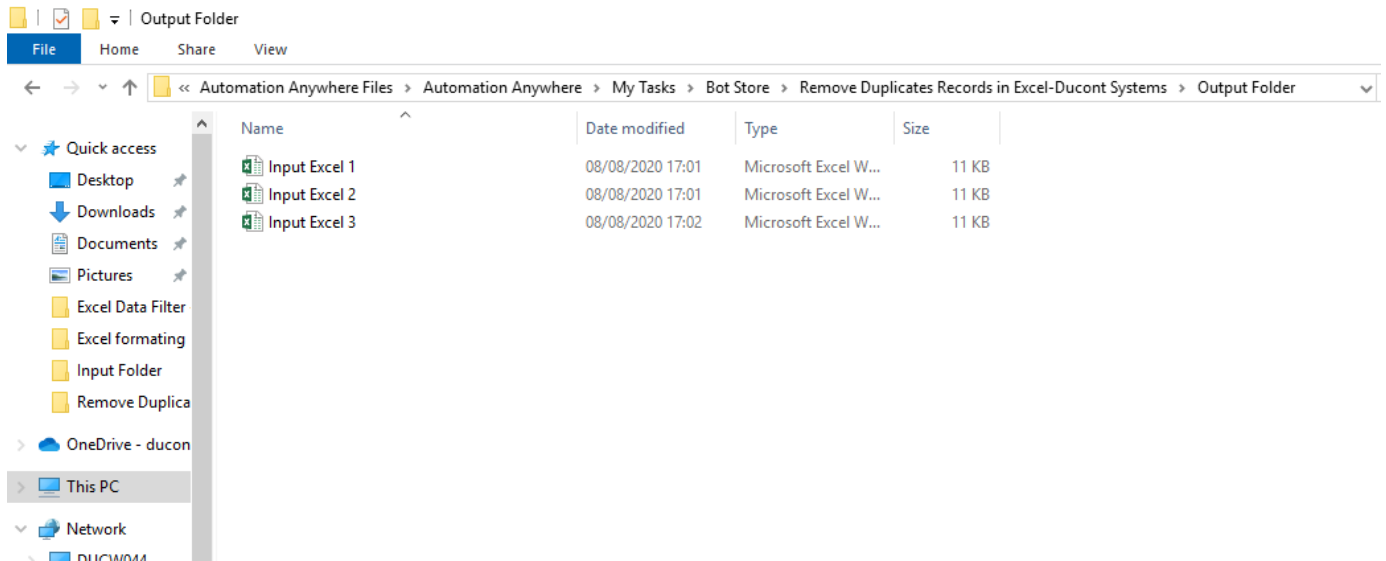 Output Folder
File Home Share View
« Automation Anywhere Files > Automation Anywhere > My Tasks > Bot Store > Remove Duplicates Records in Excel-Ducont Systems > Output Folder
Name Date modified Type Size
Quick access
Desktop
Downloads
Documents
Pictures
Excel Data Filter
Excel formating
Input Folder
Remove Duplica
OneDrive - ducon
This PC
Network
DUCW044
Input Excel 1 08/08/2020 17:01 Microsoft Excel W... 11 KB
Input Excel 2 08/08/2020 17:01 Microsoft Excel W... 11 KB
Input Excel 3 08/08/2020 17:02 Microsoft Excel W... 11 KB